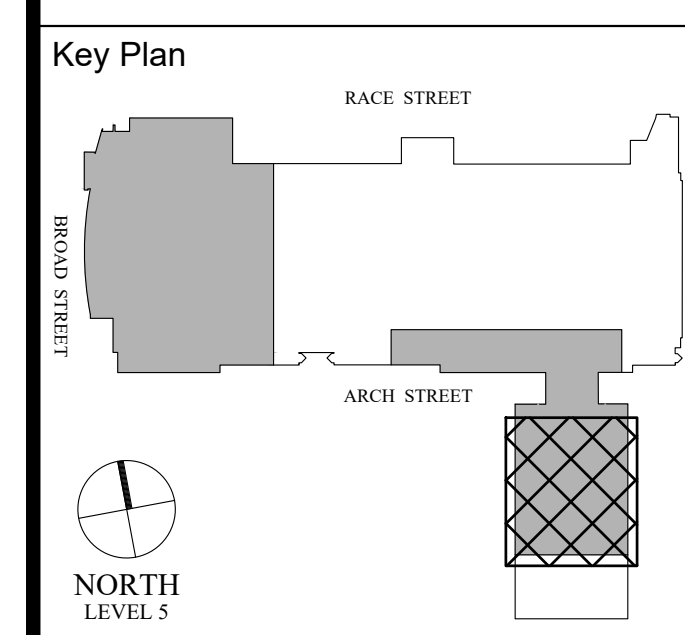 Key Plan
RACE STREET
BROAD STREET
ARCH STREET
NORTH
LEVEL 5